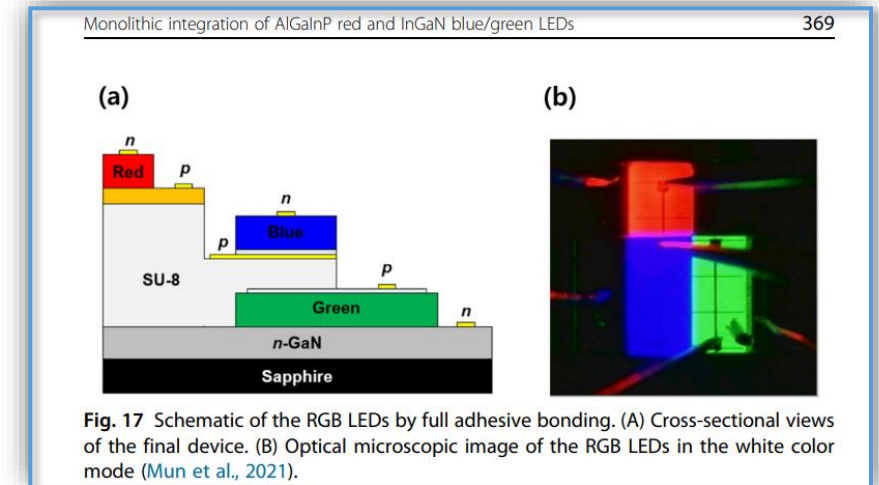 Monolithic integration of AlGaInP red and InGaN blue/green LEDs 369
(a)
(b)
n
Red
p
n
Blue
p
SU-8
p
Green
n
n-GaN
Sapphire
Fig. 17 Schematic of the RGB LEDs by full adhesive bonding. (A) Cross-sectional views
of the final device. (B) Optical microscopic image of the RGB LEDs in the white color
mode (Mun et al., 2021).